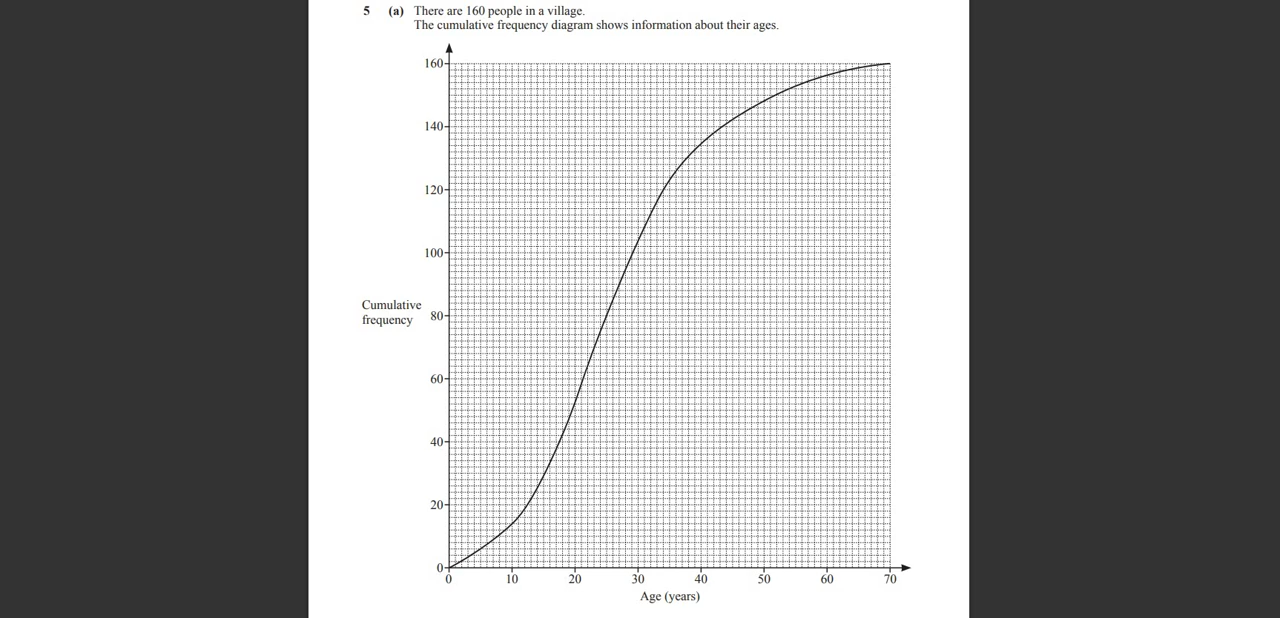 5 (a) There are 160 people in a village.
The cumulative frequency diagram shows information about their ages.
160
140
120
100
Cumulative
frequency
80
60
40
20
0
0 10 20 30 40 50 60 70
Age (years)